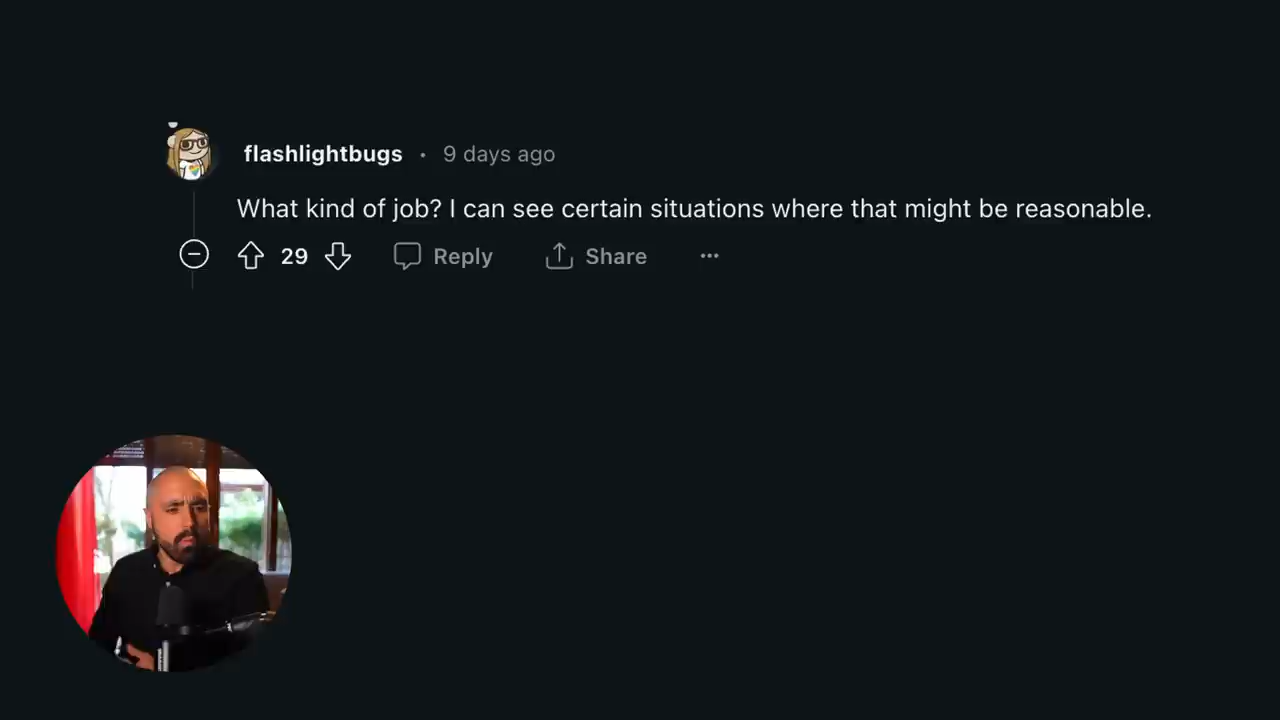 flashlightbugs • 9 days ago
What kind of job? I can see certain situations where that might be reasonable.
29 Reply Share ...